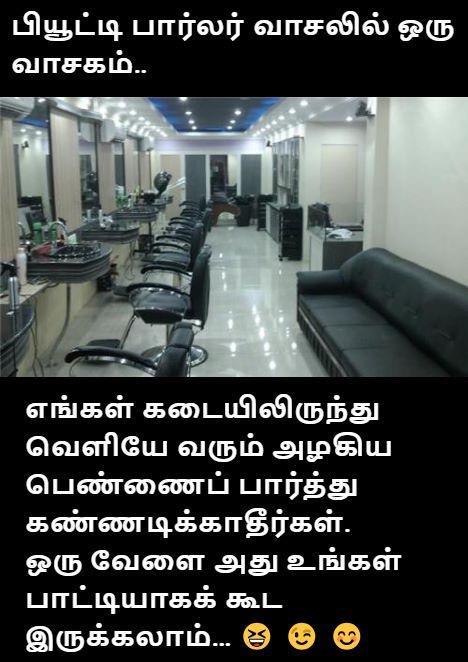 பியூட்டி பார்லர் வாசலில் ஒரு
வாசகம்..
எங்கள் கடையிலிருந்து
வெளியே வரும் அழகிய
பெண்ணைப் பார்த்து
கண்ணடிக்காதீர்கள்.
ஒரு வேளை அது உங்கள்
பாட்டியாகக் கூட
இருக்கலாம்... 😆 😉 😊